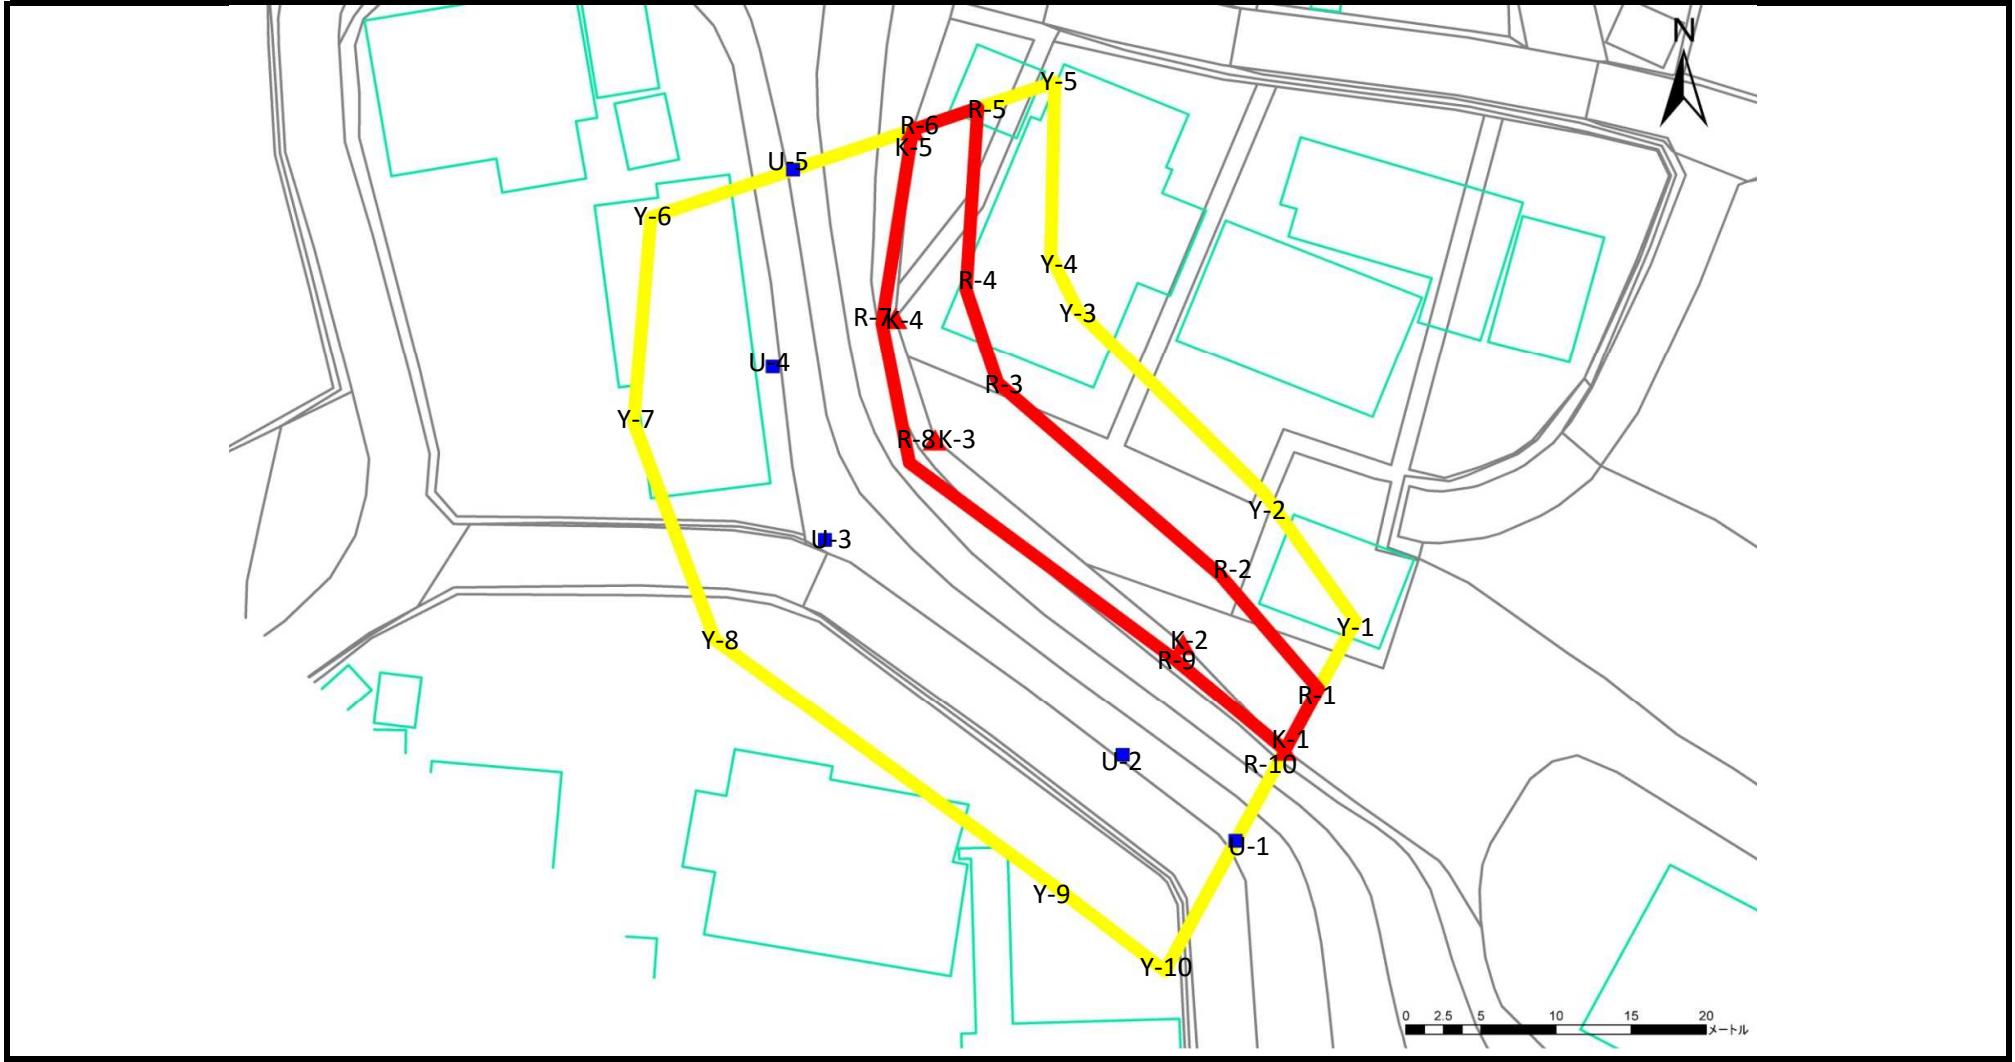 N
Y-5
R-5
R-6
K-5
U-5
Y-6
Y-4
R-4
Y-3
R-7
K-4
U-4
R-3
Y-7
R-8
K-3
Y-2
U-3
R-2
Y-1
K-2
Y-8
R-9
R-1
K-1
U-2
R-10
U-1
Y-9
Y-10
0 2.5 5 10 15 20
メートル